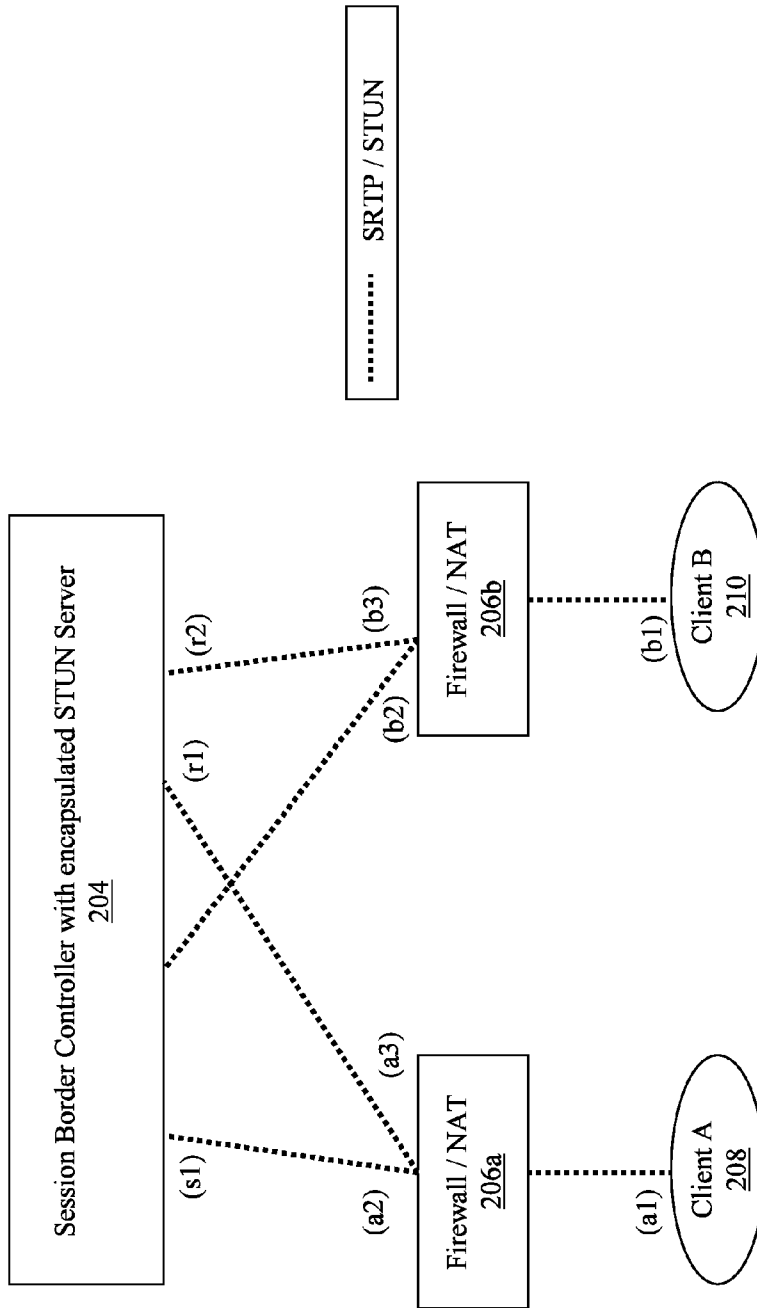 Session Border Controller with encapsulated STUN Server
204
(s1)
(r1)
(r2)
(a2)
(a3)
(b2)
(b3)
Firewall / NAT
206a
Firewall / NAT
206b
(a1)
(b1)
Client A
208
Client B
210
SRTP / STUN